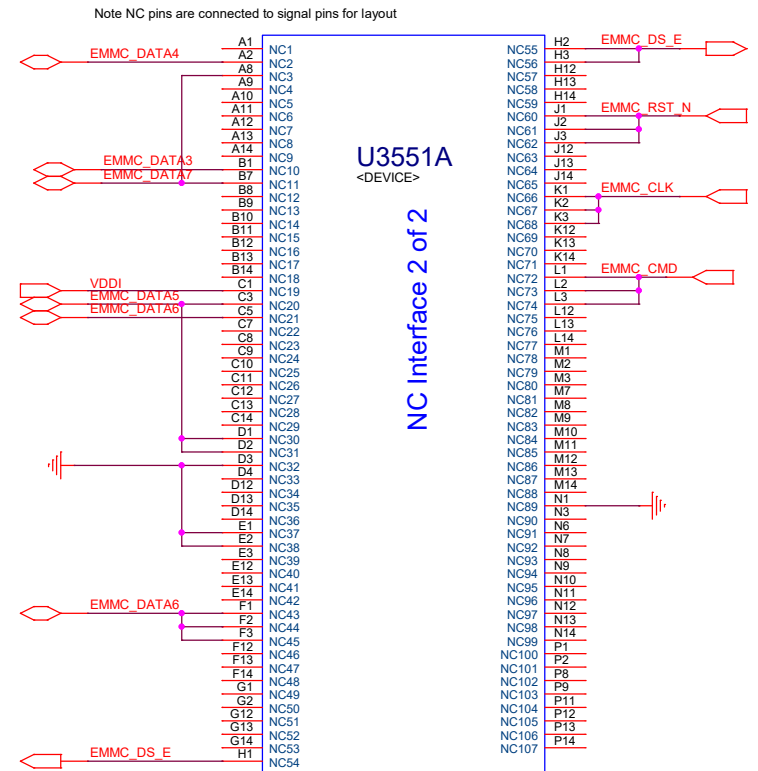 Note NC pins are connected to signal pins for layout
A1 NC1
EMMC_DATA4 A2 NC2
A8 NC3
A9 NC4
A10 NC5
A11 NC6
A12 NC7
A13 NC8
A14 NC9
EMMC_DATA3 B1 NC10
EMMC_DATA7 B7 NC11
B8 NC12
B9 NC13
B10 NC14
B11 NC15
B12 NC16
B13 NC17
B14 NC18
VDDI C1 NC19
EMMC_DATA5 C3 NC20
EMMC_DATA6 C5 NC21
C7 NC22
C8 NC23
C9 NC24
C10 NC25
C11 NC26
C12 NC27
C13 NC28
C14 NC29
D1 NC30
D2 NC31
D3 NC32
D4 NC33
D12 NC34
D13 NC35
D14 NC36
E1 NC37
E2 NC38
E3 NC39
E12 NC40
E13 NC41
E14 NC42
EMMC_DATA6 F1 NC43
F2 NC44
F3 NC45
F12 NC46
F13 NC47
F14 NC48
G1 NC49
G2 NC50
G12 NC51
G13 NC52
G14 NC53
EMMC_DS_E H1 NC54
U3551A
<DEVICE>
NC Interface 2 of 2
NC55 H2 EMMC_DS_E
NC56 H3
NC57 H12
NC58 H13
NC59 H14
NC60 J1 EMMC_RST_N
NC61 J2
NC62 J3
NC63 J12
NC64 J13
NC65 J14
NC66 K1 EMMC_CLK
NC67 K2
NC68 K3
NC69 K12
NC70 K13
NC71 K14
NC72 L1 EMMC_CMD
NC73 L2
NC74 L3
NC75 L12
NC76 L13
NC77 L14
NC78 M1
NC79 M2
NC80 M3
NC81 M7
NC82 M8
NC83 M9
NC84 M10
NC85 M11
NC86 M12
NC87 M13
NC88 M14
NC89 N1
NC90 N3
NC91 N6
NC92 N7
NC93 N8
NC94 N9
NC95 N10
NC96 N11
NC97 N12
NC98 N13
NC99 N14
NC100 P1
NC101 P2
NC102 P8
NC103 P9
NC104 P11
NC105 P12
NC106 P13
NC107 P14